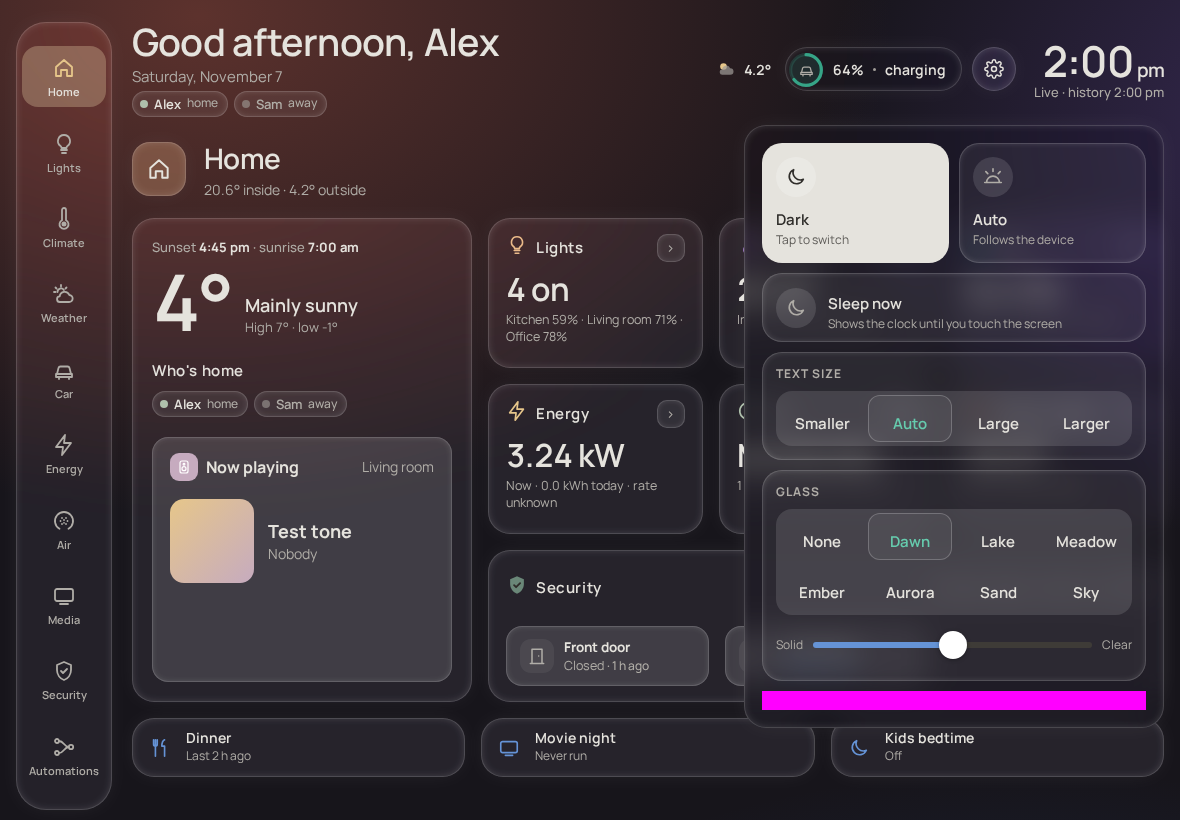 Good afternoon, Alex
Saturday, November 7
Alex home
Sam away
4.2°
64% · charging
2:00 pm
Live · history 2:00 pm
Home
Lights
Climate
Weather
Car
Energy
Air
Media
Security
Automations
Home
20.6° inside · 4.2° outside
Sunset 4:45 pm · sunrise 7:00 am
4°
Mainly sunny
High 7° · low -1°
Who's home
Alex home
Sam away
Now playing
Living room
Test tone
Nobody
Lights
4 on
Kitchen 59% · Living room 71% ·
Office 78%
Energy
3.24 kW
Now · 0.0 kWh today · rate
unknown
Security
Front door
Closed · 1 h ago
Dinner
Last 2 h ago
Movie night
Never run
Kids bedtime
Off
Dark
Tap to switch
Auto
Follows the device
Sleep now
Shows the clock until you touch the screen
TEXT SIZE
Smaller
Auto
Large
Larger
GLASS
None
Dawn
Lake
Meadow
Ember
Aurora
Sand
Sky
Solid
Clear